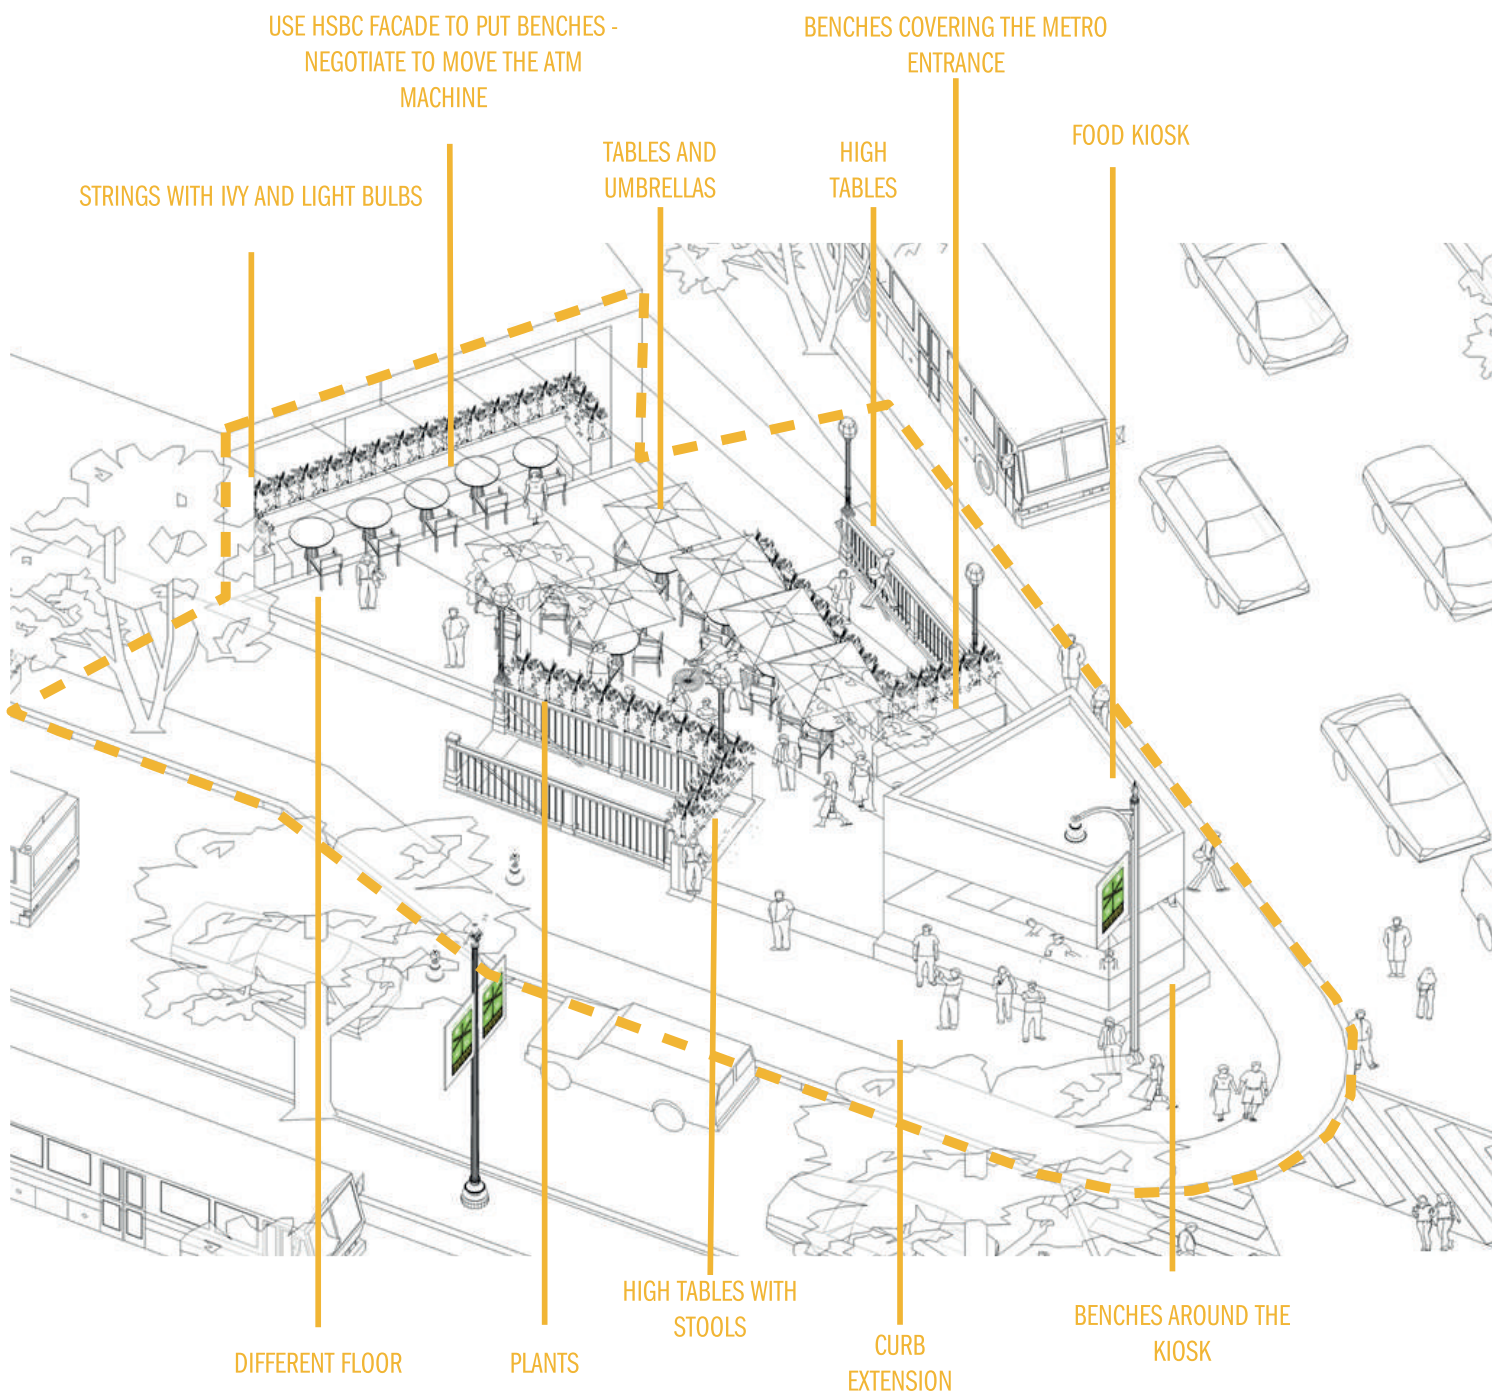 USE HSBC FACADE TO PUT BENCHES -
NEGOTIATE TO MOVE THE ATM
MACHINE
BENCHES COVERING THE METRO
ENTRANCE
FOOD KIOSK
TABLES AND
UMBRELLAS
HIGH
TABLES
STRINGS WITH IVY AND LIGHT BULBS
HIGH TABLES WITH
STOOLS
BENCHES AROUND THE
KIOSK
DIFFERENT FLOOR
PLANTS
CURB
EXTENSION